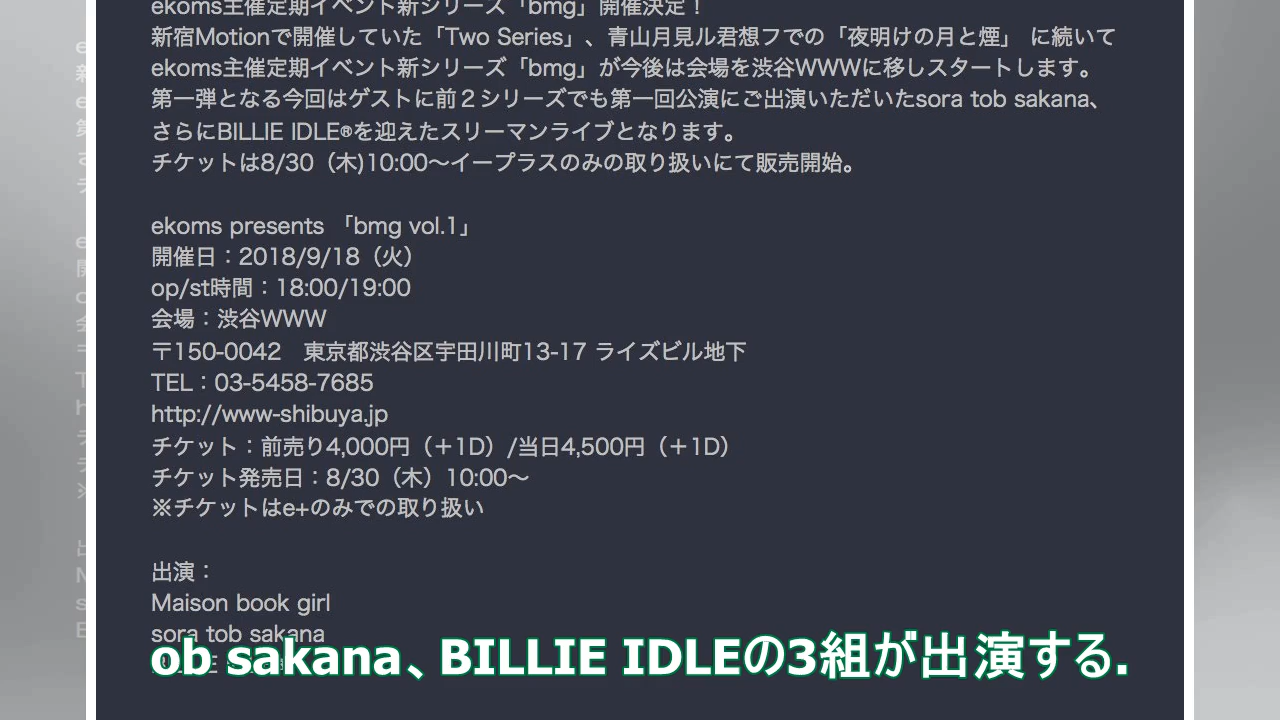 ekoms主催定期イベント新シリーズ「bmg」開催決定！
新宿Motionで開催していた「Two Series」、青山月見ル君想フでの「夜明けの月と煙」 に続いて
ekoms主催定期イベント新シリーズ「bmg」が今後は会場を渋谷WWWに移しスタートします。
第一弾となる今回はゲストに前２シリーズでも第一回公演にご出演いただいたsora tob sakana、
さらにBILLIE IDLE®を迎えたスリーマンライブとなります。
チケットは8/30（木)10:00〜イープラスのみの取り扱いにて販売開始。
ekoms presents 「bmg vol.1」
開催日：2018/9/18（火）
op/st時間：18:00/19:00
会場：渋谷WWW
〒150-0042　東京都渋谷区宇田川町13-17 ライズビル地下
TEL：03-5458-7685
http://www-shibuya.jp
チケット：前売り4,000円（＋1D）/当日4,500円（＋1D）
チケット発売日：8/30（木）10:00〜
※チケットはe+のみでの取り扱い
出演：
Maison book girl
sora tob sakana
ob sakana、BILLIE IDLEの3組が出演する.